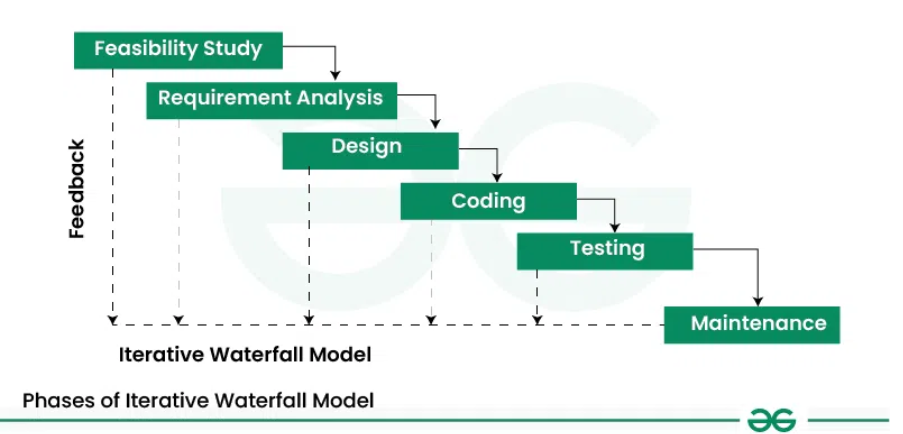 Feasibility Study
Requirement Analysis
Design
Feedback
Coding
Testing
Maintenance
Iterative Waterfall Model
Phases of Iterative Waterfall Model